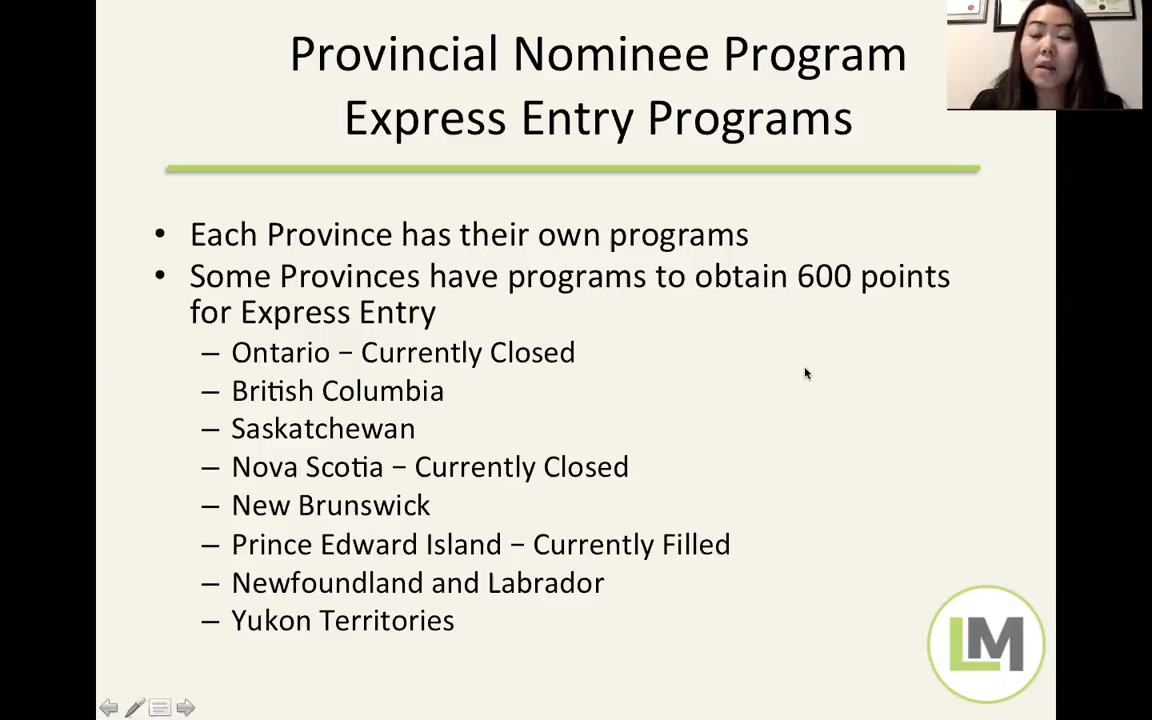 Provincial Nominee Program
Express Entry Programs
• Each Province has their own programs
• Some Provinces have programs to obtain 600 points
for Express Entry
– Ontario – Currently Closed
– British Columbia
– Saskatchewan
– Nova Scotia – Currently Closed
– New Brunswick
– Prince Edward Island – Currently Filled
– Newfoundland and Labrador
– Yukon Territories
LM